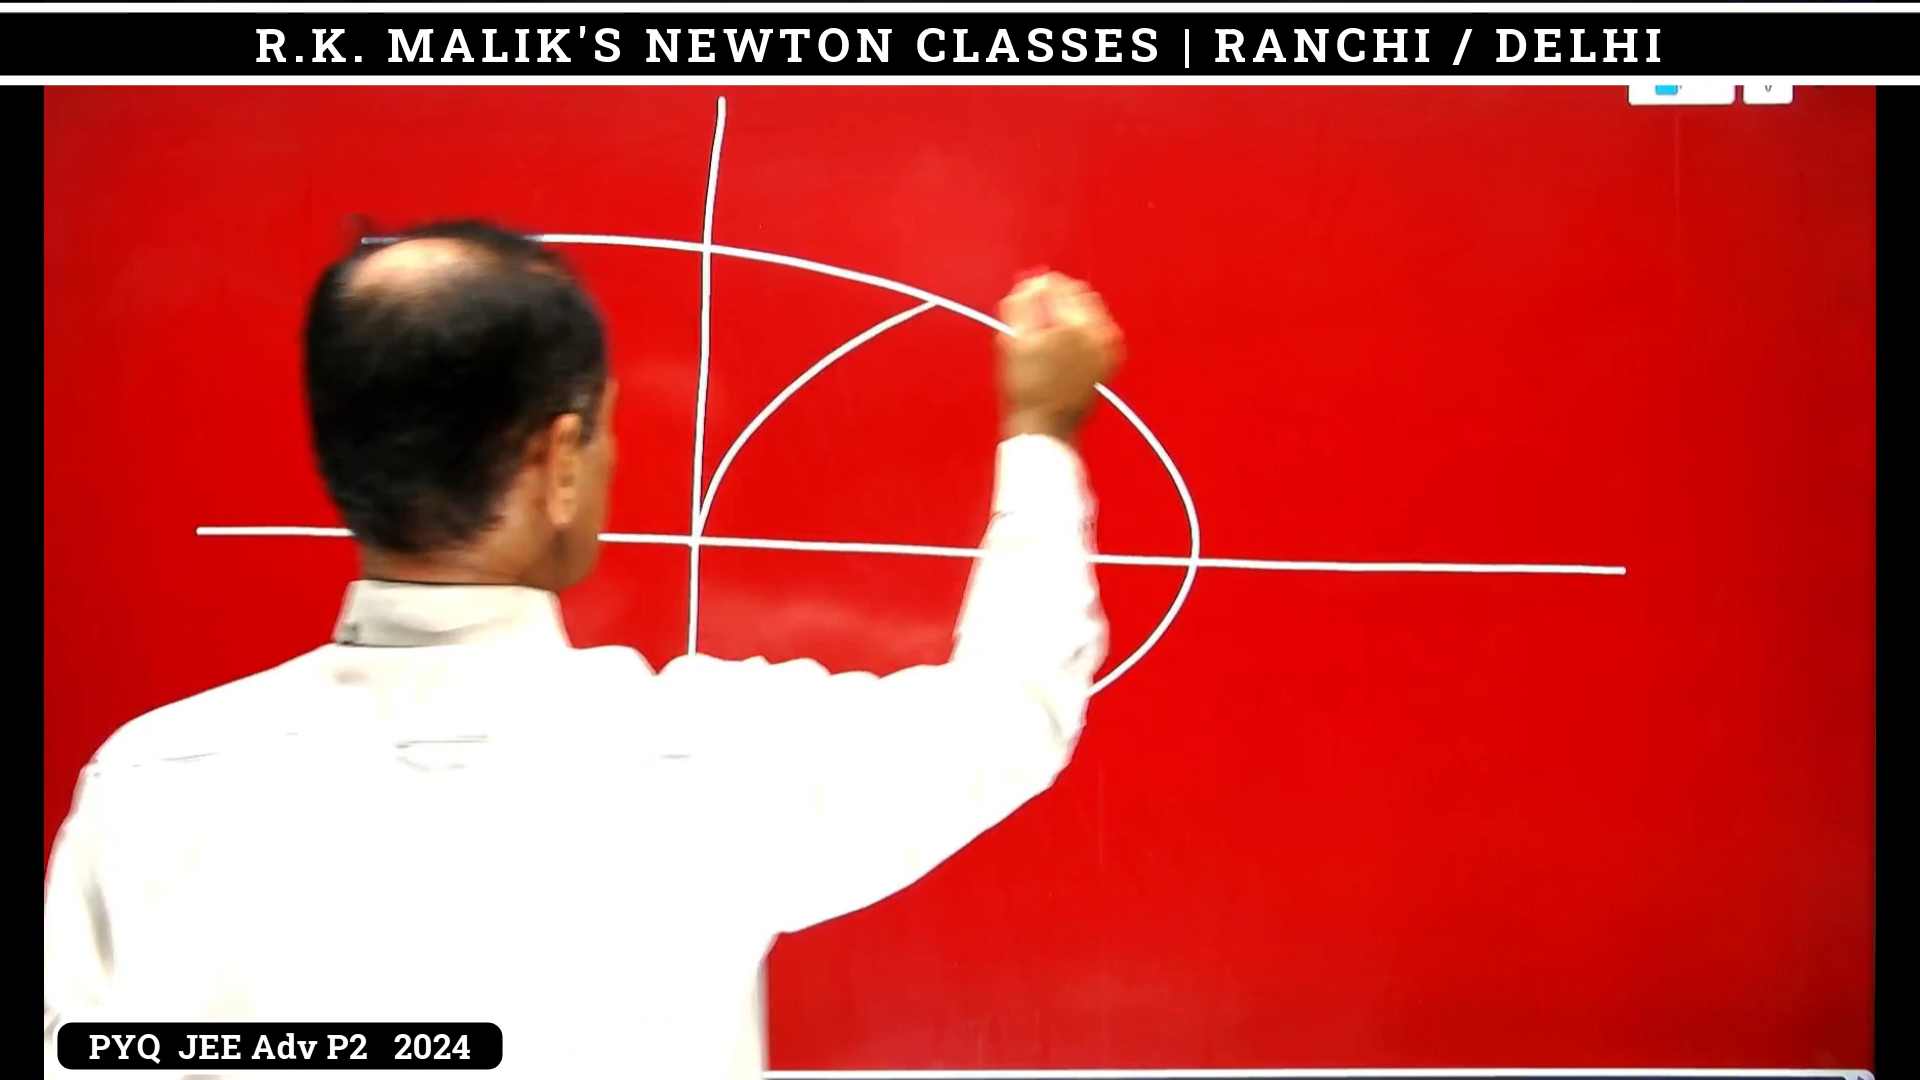 R.K. MALIK'S NEWTON CLASSES | RANCHI / DELHI
PYQ JEE Adv P2 2024